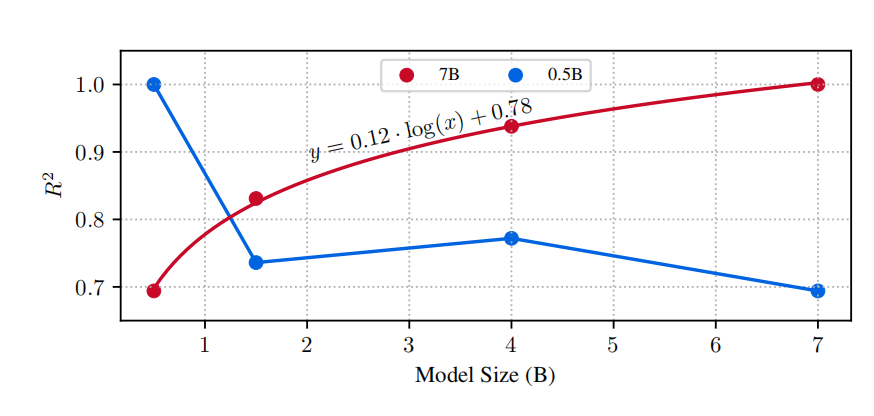 7B 0.5B
y = 0.12 · log(x) + 0.78
1.0
0.9
0.8
0.7
R²
1 2 3 4 5 6 7
Model Size (B)